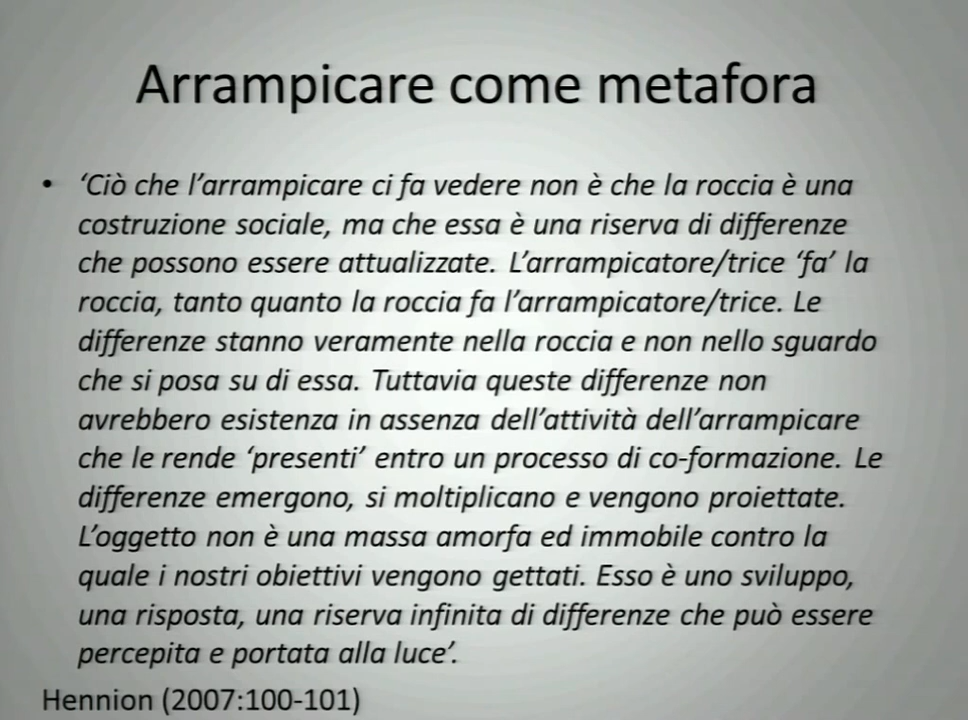 Arrampicare come metafora
• ‘Ciò che l’arrampicare ci fa vedere non è che la roccia è una
costruzione sociale, ma che essa è una riserva di differenze
che possono essere attualizzate. L’arrampicatore/trice ‘fa’ la
roccia, tanto quanto la roccia fa l’arrampicatore/trice. Le
differenze stanno veramente nella roccia e non nello sguardo
che si posa su di essa. Tuttavia queste differenze non
avrebbero esistenza in assenza dell’attività dell’arrampicare
che le rende ‘presenti’ entro un processo di co-formazione. Le
differenze emergono, si moltiplicano e vengono proiettate.
L’oggetto non è una massa amorfa ed immobile contro la
quale i nostri obiettivi vengono gettati. Esso è uno sviluppo,
una risposta, una riserva infinita di differenze che può essere
percepita e portata alla luce’.
Hennion (2007:100-101)